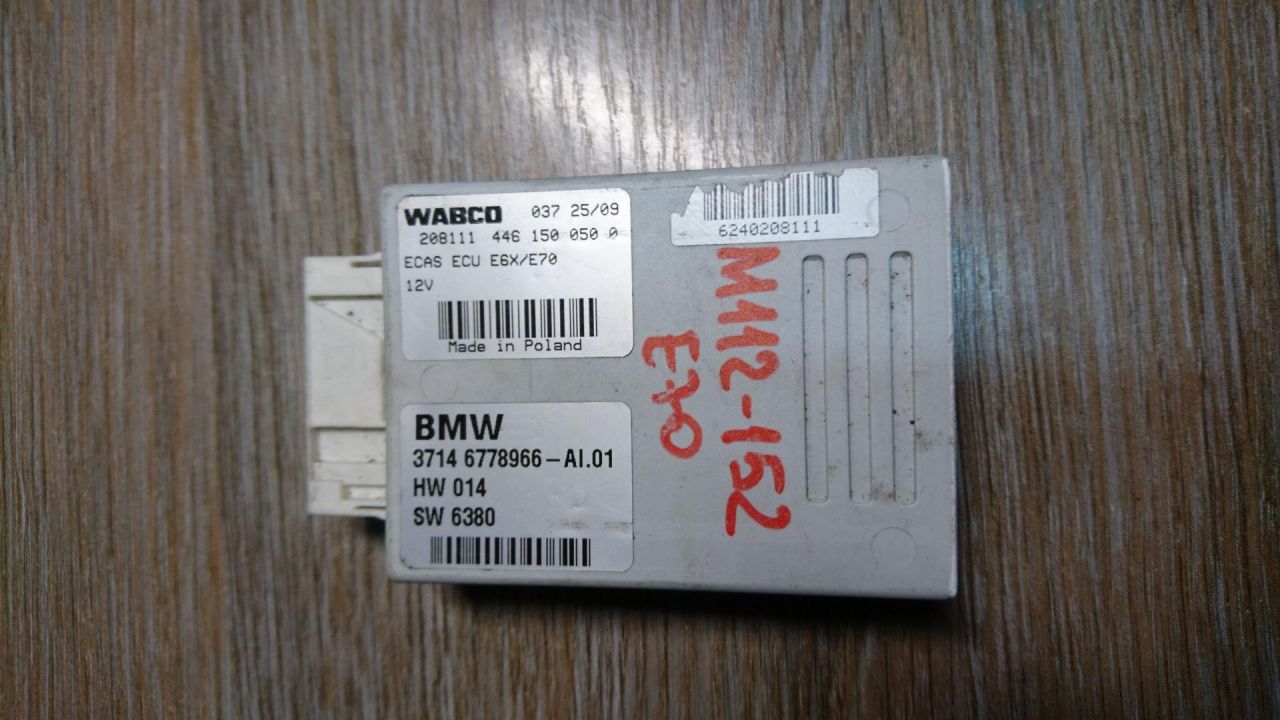 WABCO 037 25/09
208111 446 150 050 0
ECAS ECU E6X/E70
12V
Made in Poland
BMW
3714 6778966-AI.01
HW 014
SW 6380
6240208111
M112-152
E70